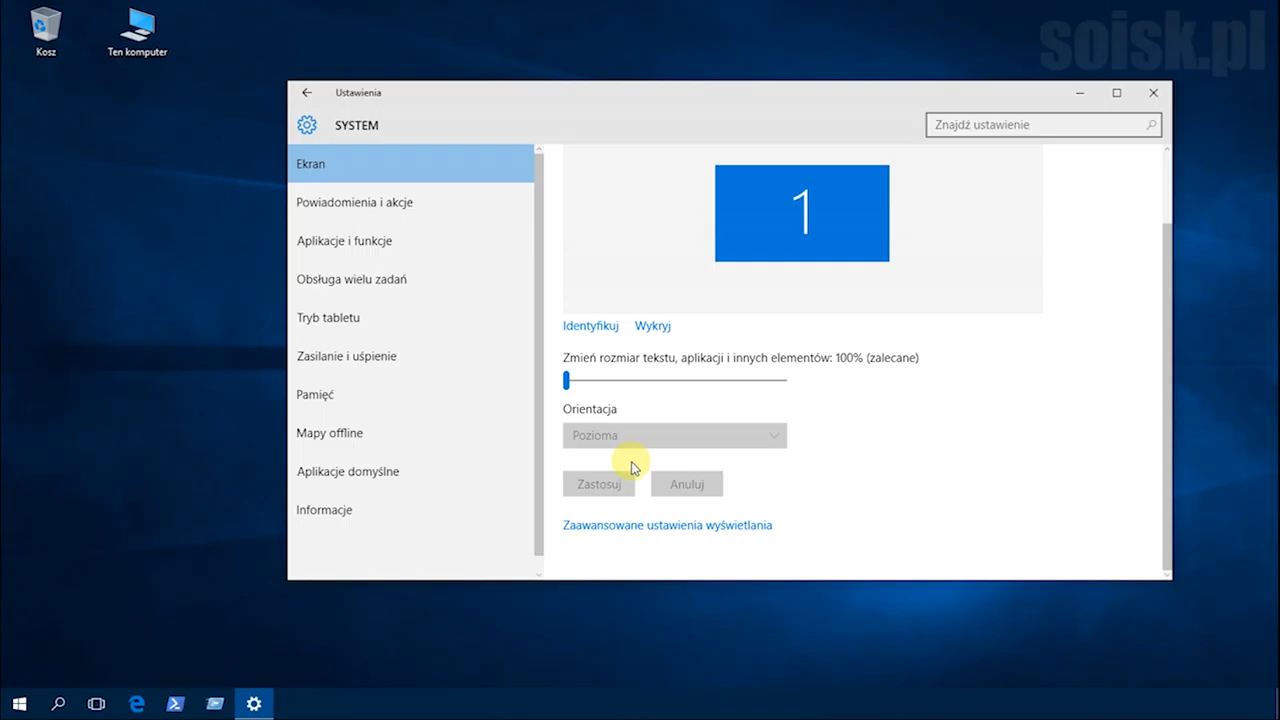 Kosz
Ten komputer
soisk.pl
Ustawienia
SYSTEM
Znajdź ustawienie
Ekran
Powiadomienia i akcje
Aplikacje i funkcje
Obsługa wielu zadań
Tryb tabletu
Zasilanie i uśpienie
Pamięć
Mapy offline
Aplikacje domyślne
Informacje
1
Identyfikuj Wykryj
Zmień rozmiar tekstu, aplikacji i innych elementów: 100% (zalecane)
Orientacja
Pozioma
Zastosuj Anuluj
Zaawansowane ustawienia wyświetlania